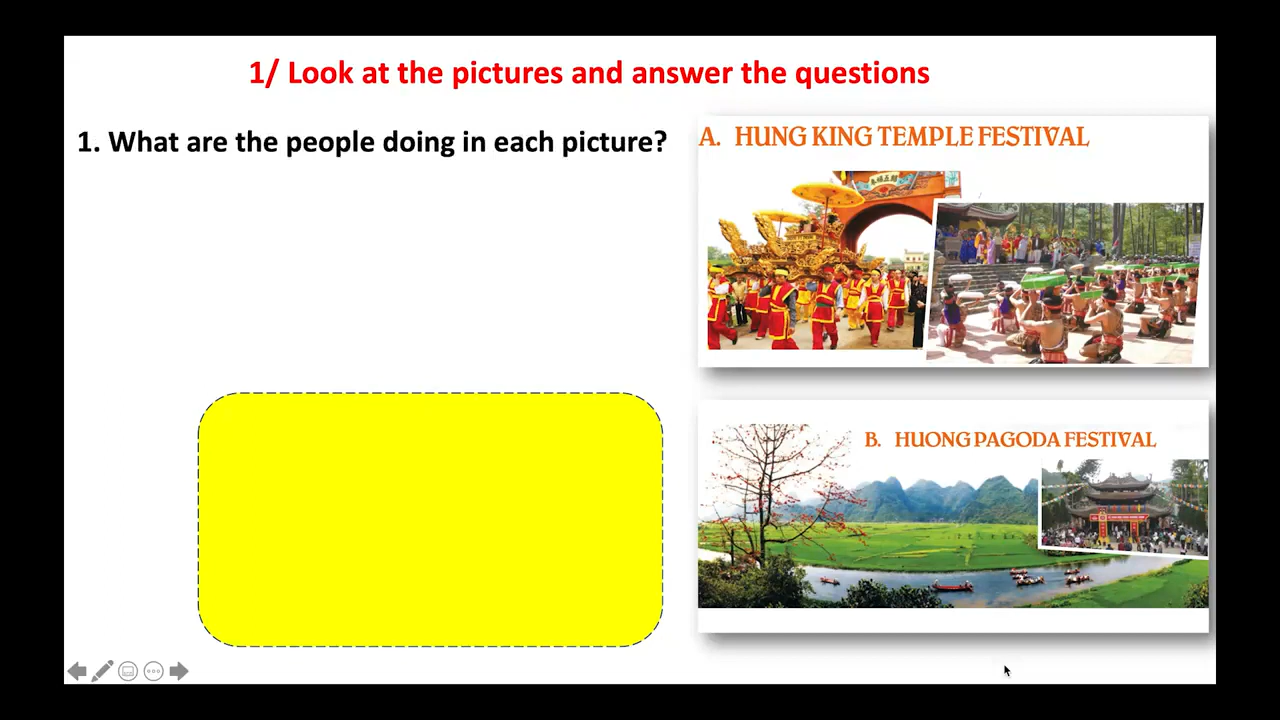 1/ Look at the pictures and answer the questions
1. What are the people doing in each picture?
A. HUNG KING TEMPLE FESTIVAL
B. HUONG PAGODA FESTIVAL